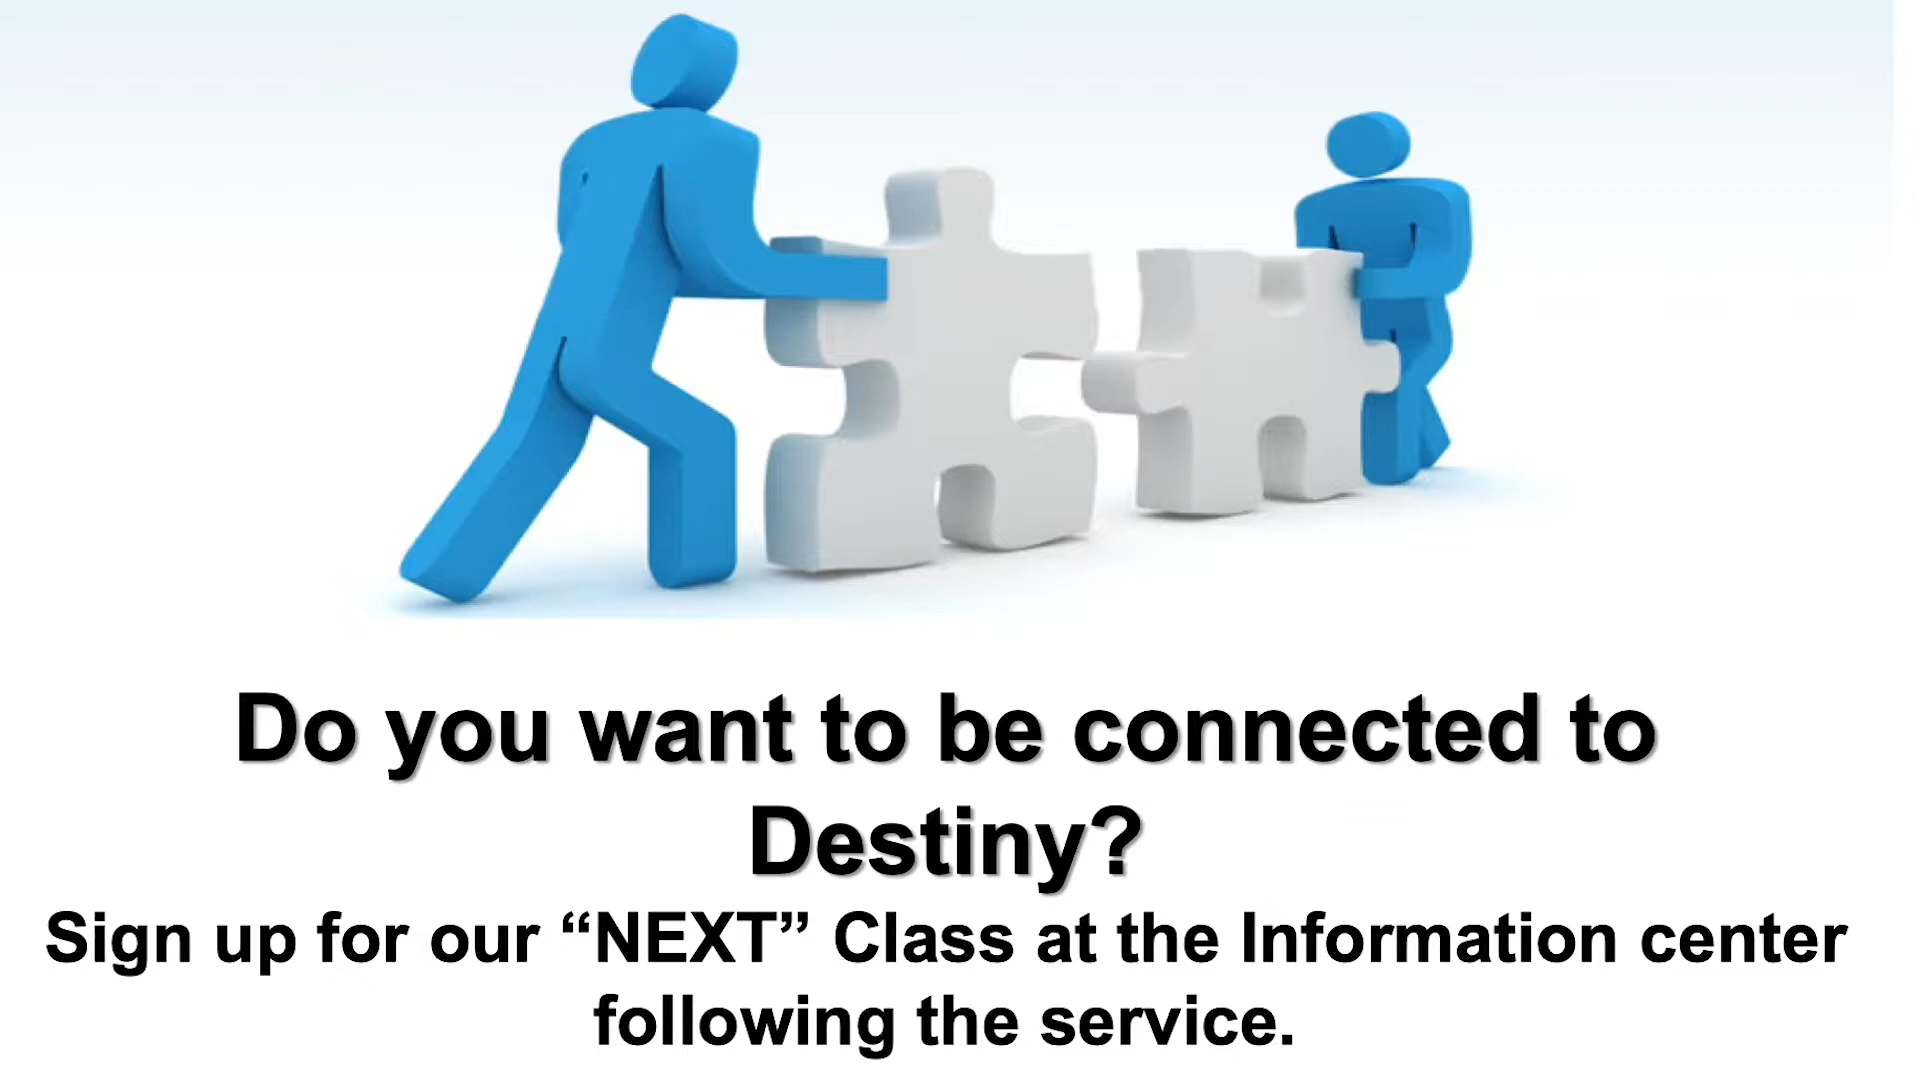 Do you want to be connected to
Destiny?
Sign up for our “NEXT” Class at the Information center
following the service.